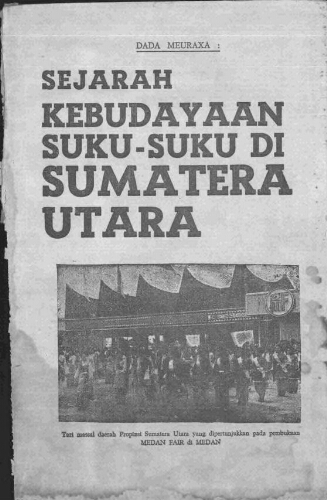 DADA MEURAXA :
SEJARAH
KEBUDAYAAN
SUKU-SUKU DI
SUMATERA
UTARA
Tari massal daerah Propinsi Sumatera Utara yang dipertunjukkan pada pembukaan
MEDAN FAIR di MEDAN